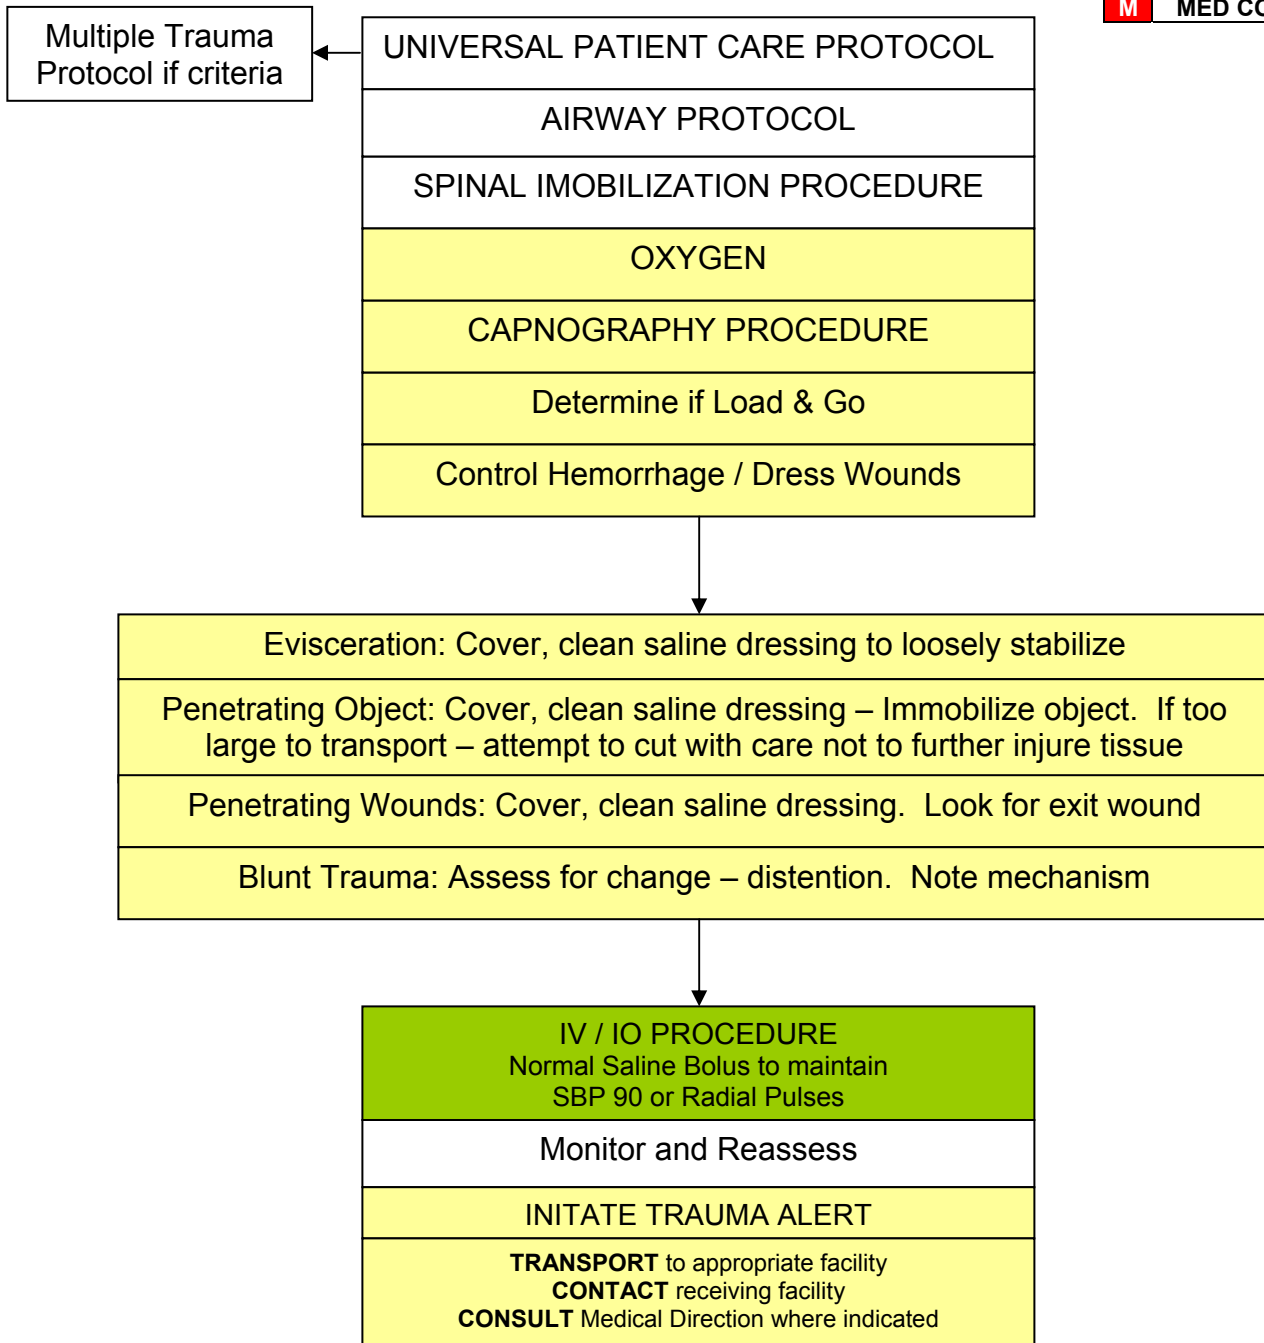 M MED
Multiple Trauma
Protocol if criteria
UNIVERSAL PATIENT CARE PROTOCOL
AIRWAY PROTOCOL
SPINAL IMOBILIZATION PROCEDURE
OXYGEN
CAPNOGRAPHY PROCEDURE
Determine if Load & Go
Control Hemorrhage / Dress Wounds
Evisceration: Cover, clean saline dressing to loosely stabilize
Penetrating Object: Cover, clean saline dressing – Immobilize object. If too
large to transport – attempt to cut with care not to further injure tissue
Penetrating Wounds: Cover, clean saline dressing. Look for exit wound
Blunt Trauma: Assess for change – distention. Note mechanism
IV / IO PROCEDURE
Normal Saline Bolus to maintain
SBP 90 or Radial Pulses
Monitor and Reassess
INITATE TRAUMA ALERT
TRANSPORT to appropriate facility
CONTACT receiving facility
CONSULT Medical Direction where indicated